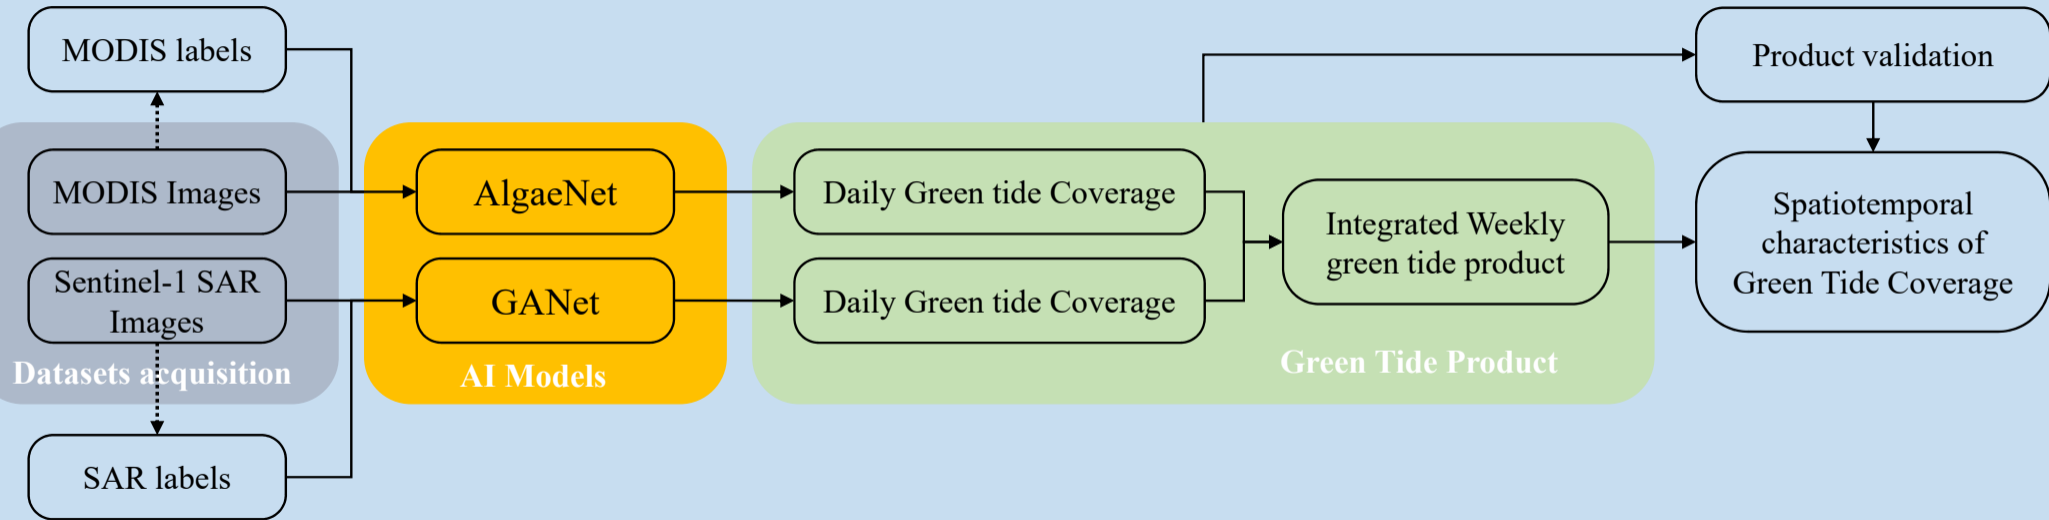 MODIS labels
MODIS Images
Sentinel-1 SAR
Images
Datasets acquisition
SAR labels
AlgaeNet
GANet
AI Models
Daily Green tide Coverage
Daily Green tide Coverage
Integrated Weekly
green tide product
Green Tide Product
Product validation
Spatiotemporal
characteristics of
Green Tide Coverage